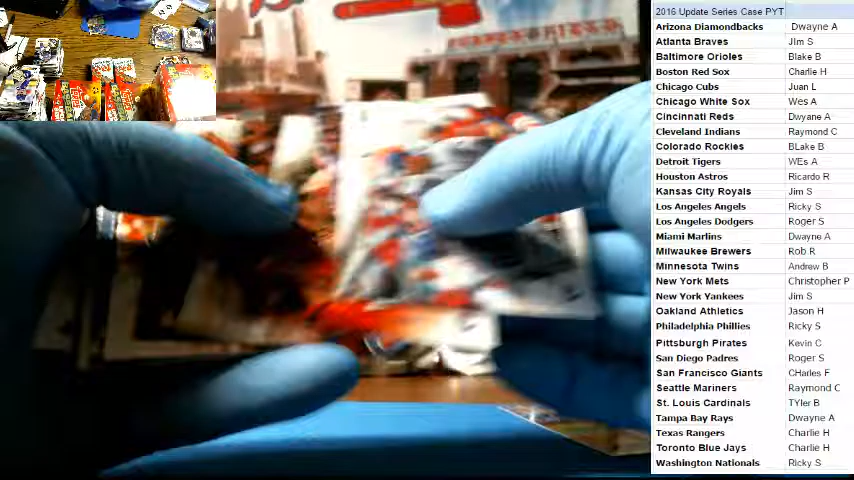 2016 Update Series Case PYT
Arizona Diamondbacks Dwayne A
Atlanta Braves Jim S
Baltimore Orioles Blake B
Boston Red Sox Charlie H
Chicago Cubs Juan L
Chicago White Sox Wes A
Cincinnati Reds Dwyane A
Cleveland Indians Raymond C
Colorado Rockies BLake B
Detroit Tigers WEs A
Houston Astros Ricardo R
Kansas City Royals Jim S
Los Angeles Angels Ricky S
Los Angeles Dodgers Roger S
Miami Marlins Dwayne A
Milwaukee Brewers Rob R
Minnesota Twins Andrew B
New York Mets Christopher P
New York Yankees Jim S
Oakland Athletics Jason H
Philadelphia Phillies Ricky S
Pittsburgh Pirates Kevin C
San Diego Padres Roger S
San Francisco Giants CHarles F
Seattle Mariners Raymond C
St. Louis Cardinals TYler B
Tampa Bay Rays Dwayne A
Texas Rangers Charlie H
Toronto Blue Jays Charlie H
Washington Nationals Ricky S